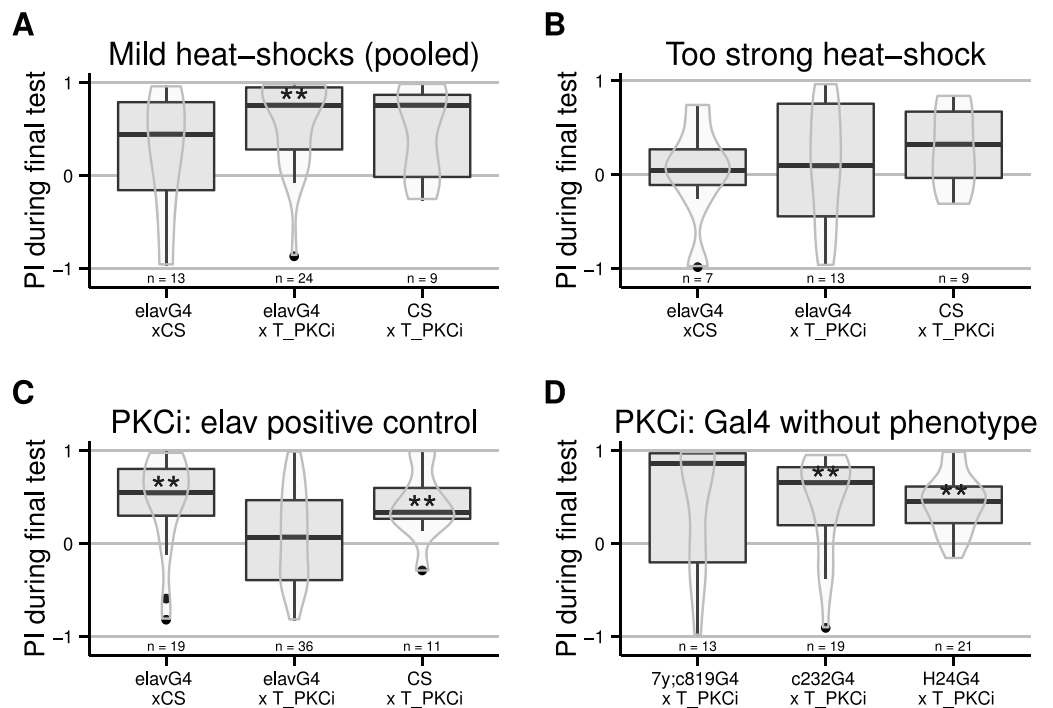 A
Mild heat–shocks (pooled)
PI during final test
1
0
−1
**
n = 13
n = 24
n = 9
elavG4
xCS
elavG4
x T_PKCi
CS
x T_PKCi
B
Too strong heat–shock
PI during final test
1
0
−1
n = 7
n = 13
n = 9
elavG4
xCS
elavG4
x T_PKCi
CS
x T_PKCi
C
PKCi: elav positive control
PI during final test
1
0
−1
**
**
n = 19
n = 36
n = 11
elavG4
xCS
elavG4
x T_PKCi
CS
x T_PKCi
D
PKCi: Gal4 without phenotype
PI during final test
1
0
−1
**
**
n = 13
n = 19
n = 21
7y;c819G4
x T_PKCi
c232G4
x T_PKCi
H24G4
x T_PKCi